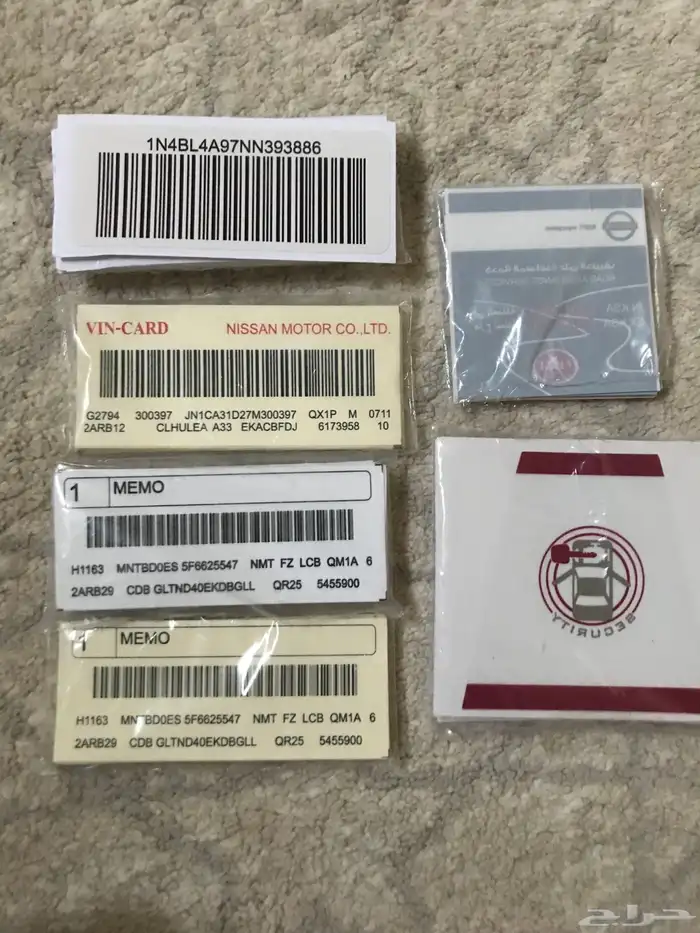 1N4BL4A97NN393886
VIN-CARD NISSAN MOTOR CO.,LTD.
G2794 300397 JN1CA31D27M300397 QX1P M 0711
2ARB12 CLHULEA A33 EKACBFDJ 6173958 10
1 MEMO
H1163 MNTBD0ES 5F6625547 NMT FZ LCB QM1A 6
2ARB29 CDB GLTND40EKDBGLL QR25 5455900
1 MEMO
H1163 MNTBD0ES 5F6625547 NMT FZ LCB QM1A 6
2ARB29 CDB GLTND40EKDBGLL QR25 5455900
SECURITY
حراج